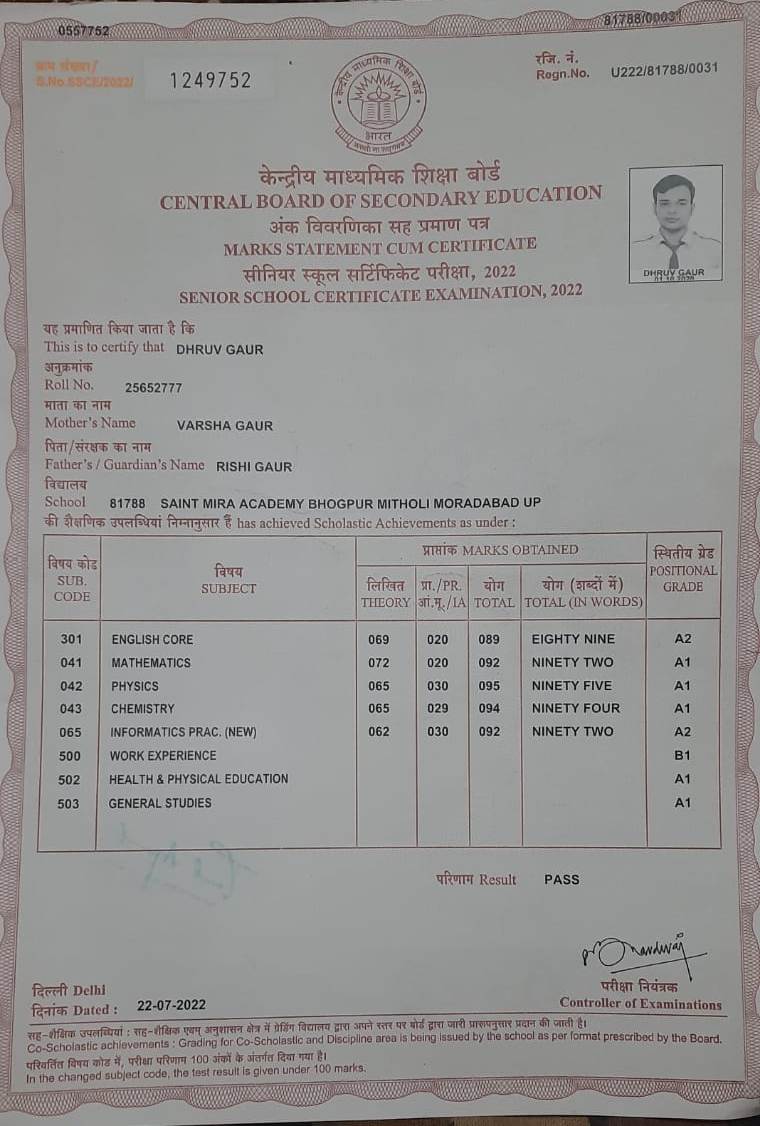 0557752
81788/0031
क्रम संख्या/
S.No.SSCE/2022/
1249752
रजि. नं.
Regn.No. U222/81788/0031
केन्द्रीय माध्यमिक शिक्षा बोर्ड
भारत
केन्द्रीय माध्यमिक शिक्षा बोर्ड
CENTRAL BOARD OF SECONDARY EDUCATION
अंक विवरणिका सह प्रमाण पत्र
MARKS STATEMENT CUM CERTIFICATE
सीनियर स्कूल सर्टिफिकेट परीक्षा, 2022
SENIOR SCHOOL CERTIFICATE EXAMINATION, 2022
DHRUV GAUR
यह प्रमाणित किया जाता है कि
This is to certify that DHRUV GAUR
अनुक्रमांक
Roll No. 25652777
माता का नाम
Mother's Name VARSHA GAUR
पिता/संरक्षक का नाम
Father's / Guardian's Name RISHI GAUR
विद्यालय
School 81788 SAINT MIRA ACADEMY BHOGPUR MITHOLI MORADABAD UP
की शैक्षणिक उपलब्धियां निम्नानुसार हैं has achieved Scholastic Achievements as under :
विषय कोड
SUB.
CODE
विषय
SUBJECT
प्राप्तांक MARKS OBTAINED
लिखित
THEORY
प्रा./PR.
आं.मू./IA
योग
TOTAL
योग (शब्दों में)
TOTAL (IN WORDS)
स्थितीय ग्रेड
POSITIONAL
GRADE
301 ENGLISH CORE 069 020 089 EIGHTY NINE A2
041 MATHEMATICS 072 020 092 NINETY TWO A1
042 PHYSICS 065 030 095 NINETY FIVE A1
043 CHEMISTRY 065 029 094 NINETY FOUR A1
065 INFORMATICS PRAC. (NEW) 062 030 092 NINETY TWO A2
500 WORK EXPERIENCE B1
502 HEALTH & PHYSICAL EDUCATION A1
503 GENERAL STUDIES A1
परिणाम Result PASS
दिल्ली Delhi
दिनांक Dated : 22-07-2022
परीक्षा नियंत्रक
Controller of Examinations
सह-शैक्षिक उपलब्धियां : सह-शैक्षिक एवम् अनुशासन क्षेत्र में ग्रेडिंग विद्यालय द्वारा अपने स्तर पर बोर्ड द्वारा जारी प्रारूपनुसार प्रदान की जाती है।
Co-Scholastic achievements : Grading for Co-Scholastic and Discipline area is being issued by the school as per format prescribed by the Board.
परिवर्तित विषय कोड में, परीक्षा परिणाम 100 अंकों के अंतर्गत दिया गया है।
In the changed subject code, the test result is given under 100 marks.